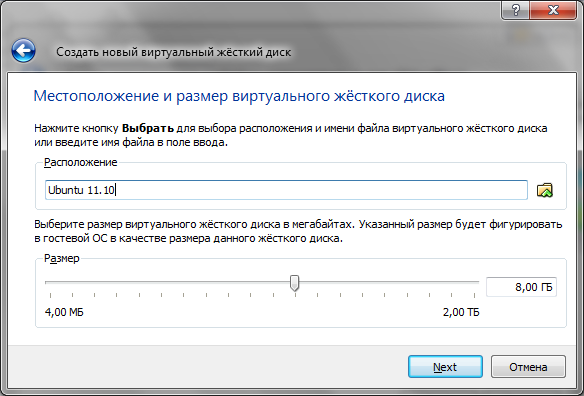 Создать новый виртуальный жёсткий диск
Местоположение и размер виртуального жёсткого диска
Нажмите кнопку Выбрать для выбора расположения и имени файла виртуального жёсткого диска
или введите имя файла в поле ввода.
Расположение
Ubuntu 11.10
Выберите размер виртуального жёсткого диска в мегабайтах. Указанный размер будет фигурировать
в гостевой ОС в качестве размера данного жёсткого диска.
Размер
8,00 ГБ
4,00 МБ 2,00 ТБ
Next Отмена